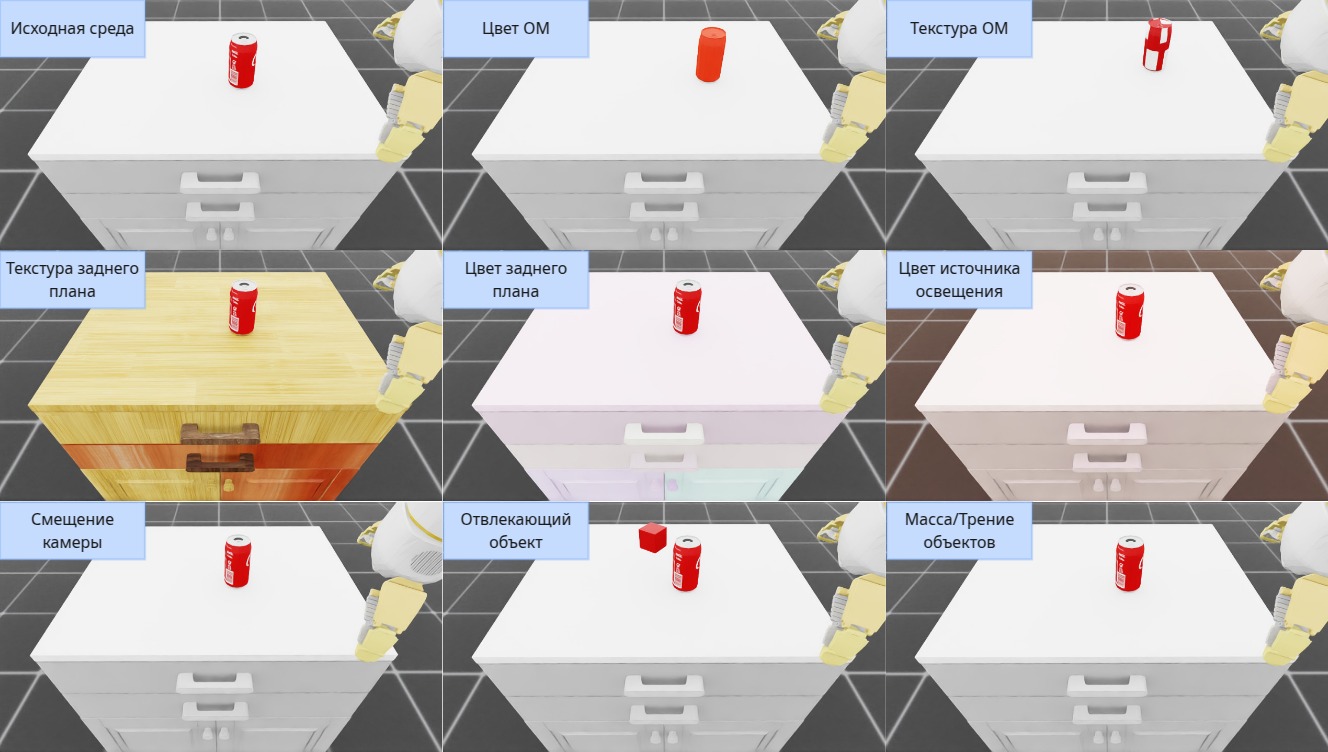 Исходная среда
Цвет ОМ
Текстура ОМ
Текстура заднего
плана
Цвет заднего
плана
Цвет источника
освещения
Смещение
камеры
Отвлекающий
объект
Масса/Трение
объектов